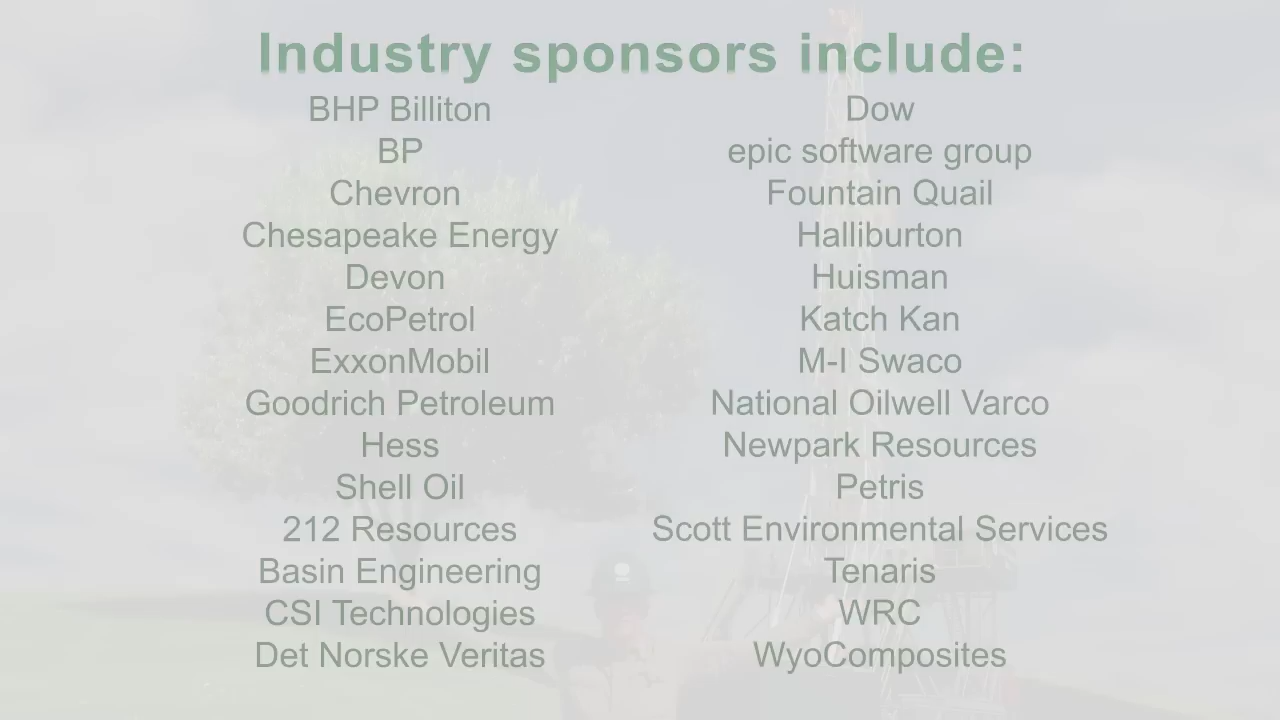 Industry sponsors include:
BHP Billiton
BP
Chevron
Chesapeake Energy
Devon
EcoPetrol
ExxonMobil
Goodrich Petroleum
Hess
Shell Oil
212 Resources
Basin Engineering
CSI Technologies
Det Norske Veritas
Dow
epic software group
Fountain Quail
Halliburton
Huisman
Katch Kan
M-I Swaco
National Oilwell Varco
Newpark Resources
Petris
Scott Environmental Services
Tenaris
WRC
WyoComposites